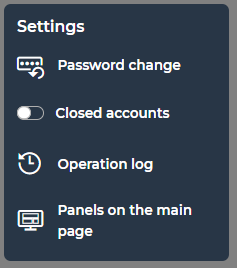 Settings
Password change
Closed accounts
Operation log
Panels on the main
page